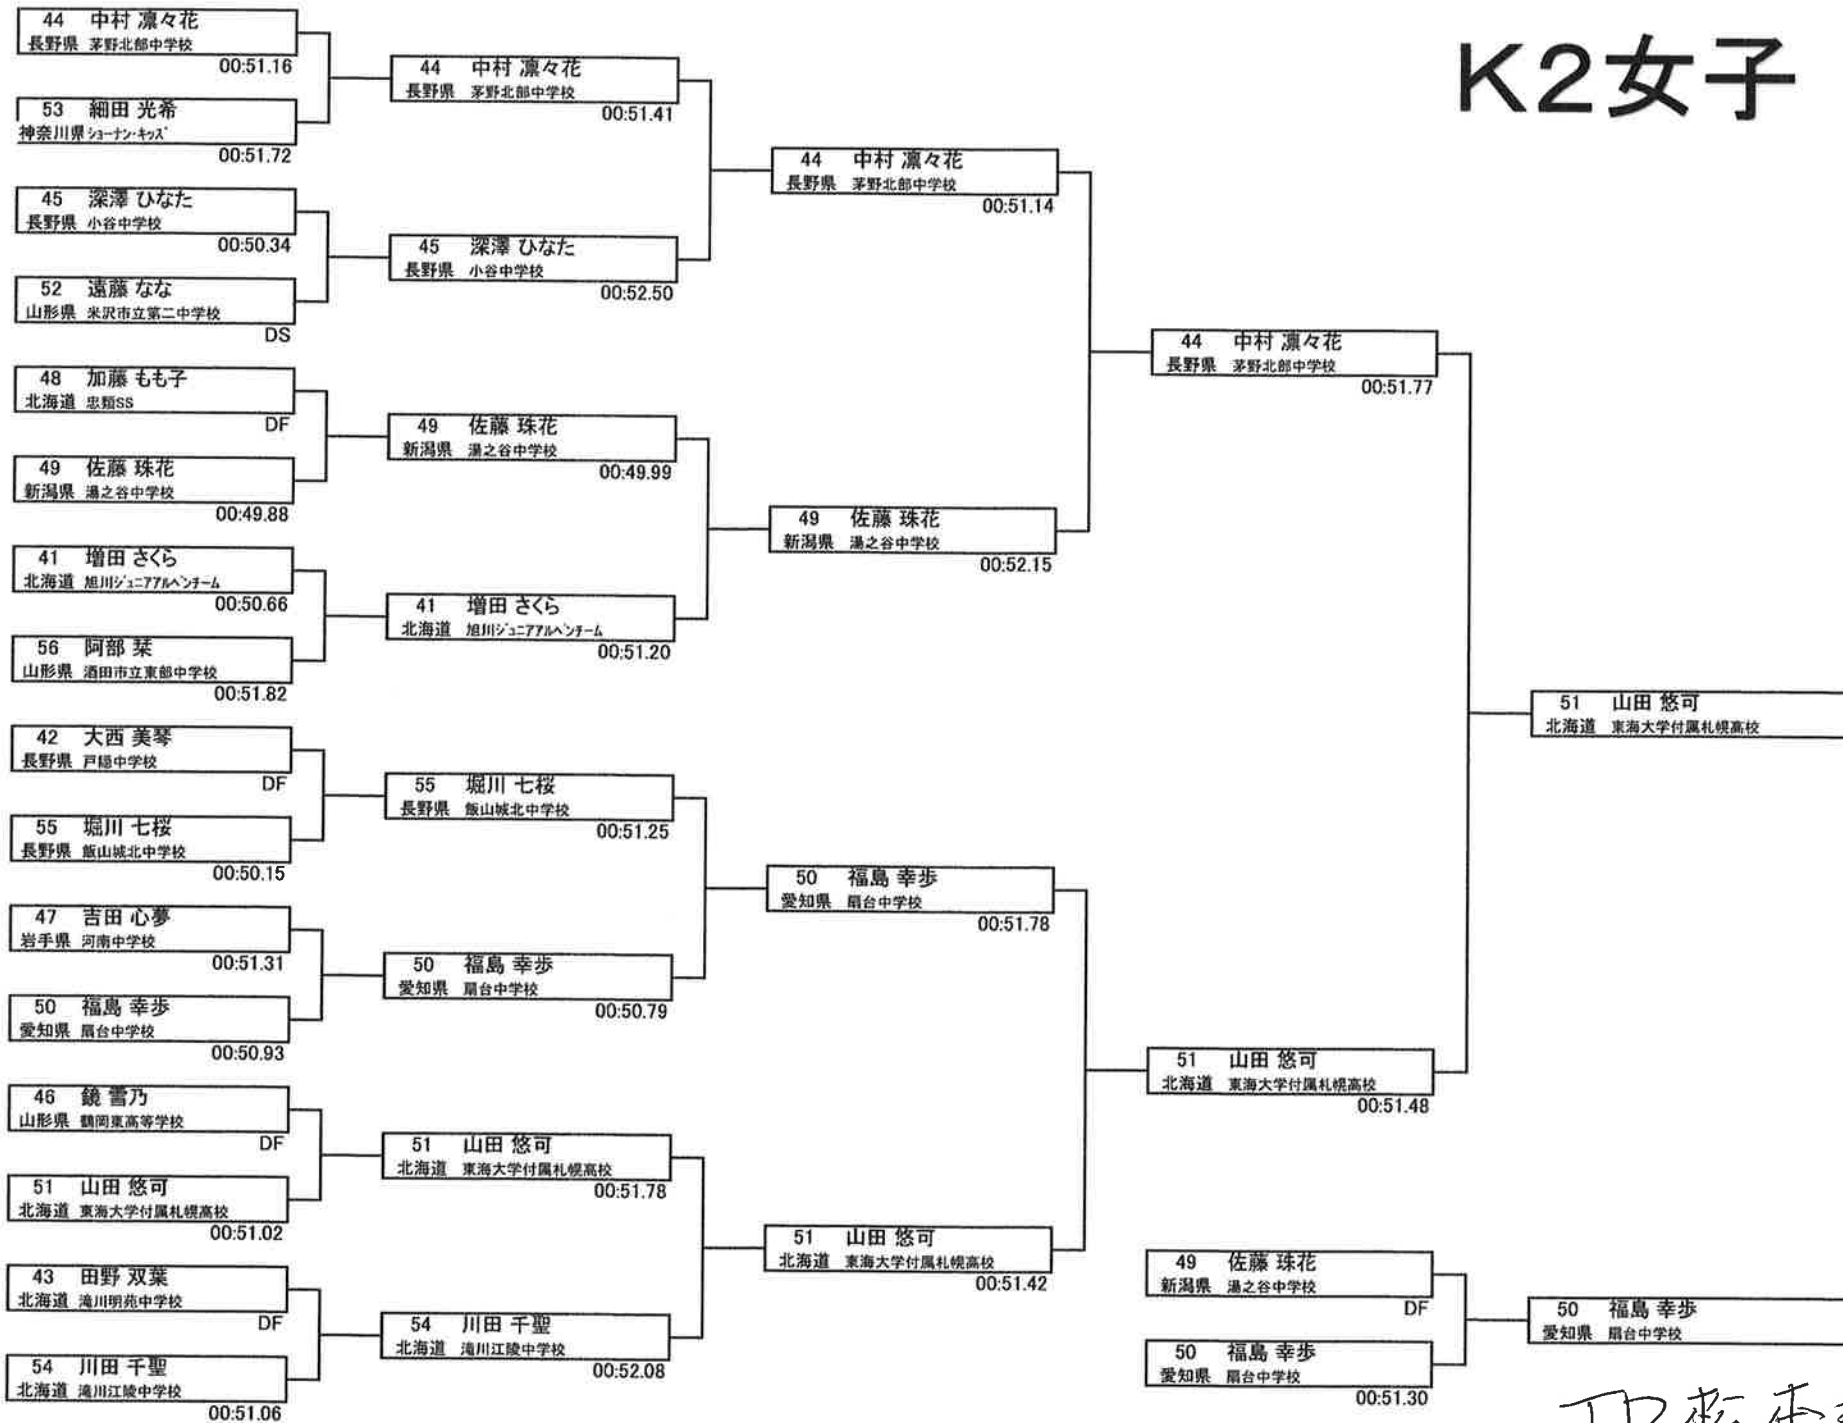 K2女子
44 中村 凛々花
長野県 茅野北部中学校
00:51.16
53 細田 光希
神奈川県 ショーナン・キッズ
00:51.72
45 深澤 ひなた
長野県 小谷中学校
00:50.34
52 遠藤 なな
山形県 米沢市立第二中学校
DS
48 加藤 もも子
北海道 忠類SS
DF
49 佐藤 珠花
新潟県 湯之谷中学校
00:49.88
41 増田 さくら
北海道 旭川ジュニアアルペンチーム
00:50.66
56 阿部 栞
山形県 酒田市立東部中学校
00:51.82
42 大西 美琴
長野県 戸隠中学校
DF
55 堀川 七桜
長野県 飯山城北中学校
00:50.15
47 吉田 心夢
岩手県 河南中学校
00:51.31
50 福島 幸歩
愛知県 扇台中学校
00:50.93
46 鏡 雪乃
山形県 鶴岡東高等学校
DF
51 山田 悠可
北海道 東海大学付属札幌高校
00:51.02
43 田野 双葉
北海道 滝川明苑中学校
DF
54 川田 千聖
北海道 滝川江陵中学校
00:51.06
44 中村 凛々花
長野県 茅野北部中学校
00:51.41
45 深澤 ひなた
長野県 小谷中学校
00:52.50
49 佐藤 珠花
新潟県 湯之谷中学校
00:49.99
41 増田 さくら
北海道 旭川ジュニアアルペンチーム
00:51.20
55 堀川 七桜
長野県 飯山城北中学校
00:51.25
50 福島 幸歩
愛知県 扇台中学校
00:50.79
51 山田 悠可
北海道 東海大学付属札幌高校
00:51.78
54 川田 千聖
北海道 滝川江陵中学校
00:52.08
44 中村 凛々花
長野県 茅野北部中学校
00:51.14
49 佐藤 珠花
新潟県 湯之谷中学校
00:52.15
50 福島 幸歩
愛知県 扇台中学校
00:51.78
51 山田 悠可
北海道 東海大学付属札幌高校
00:51.42
44 中村 凛々花
長野県 茅野北部中学校
00:51.77
51 山田 悠可
北海道 東海大学付属札幌高校
00:51.48
51 山田 悠可
北海道 東海大学付属札幌高校
49 佐藤 珠花
新潟県 湯之谷中学校
DF
50 福島 幸歩
愛知県 扇台中学校
00:51.30
50 福島 幸歩
愛知県 扇台中学校